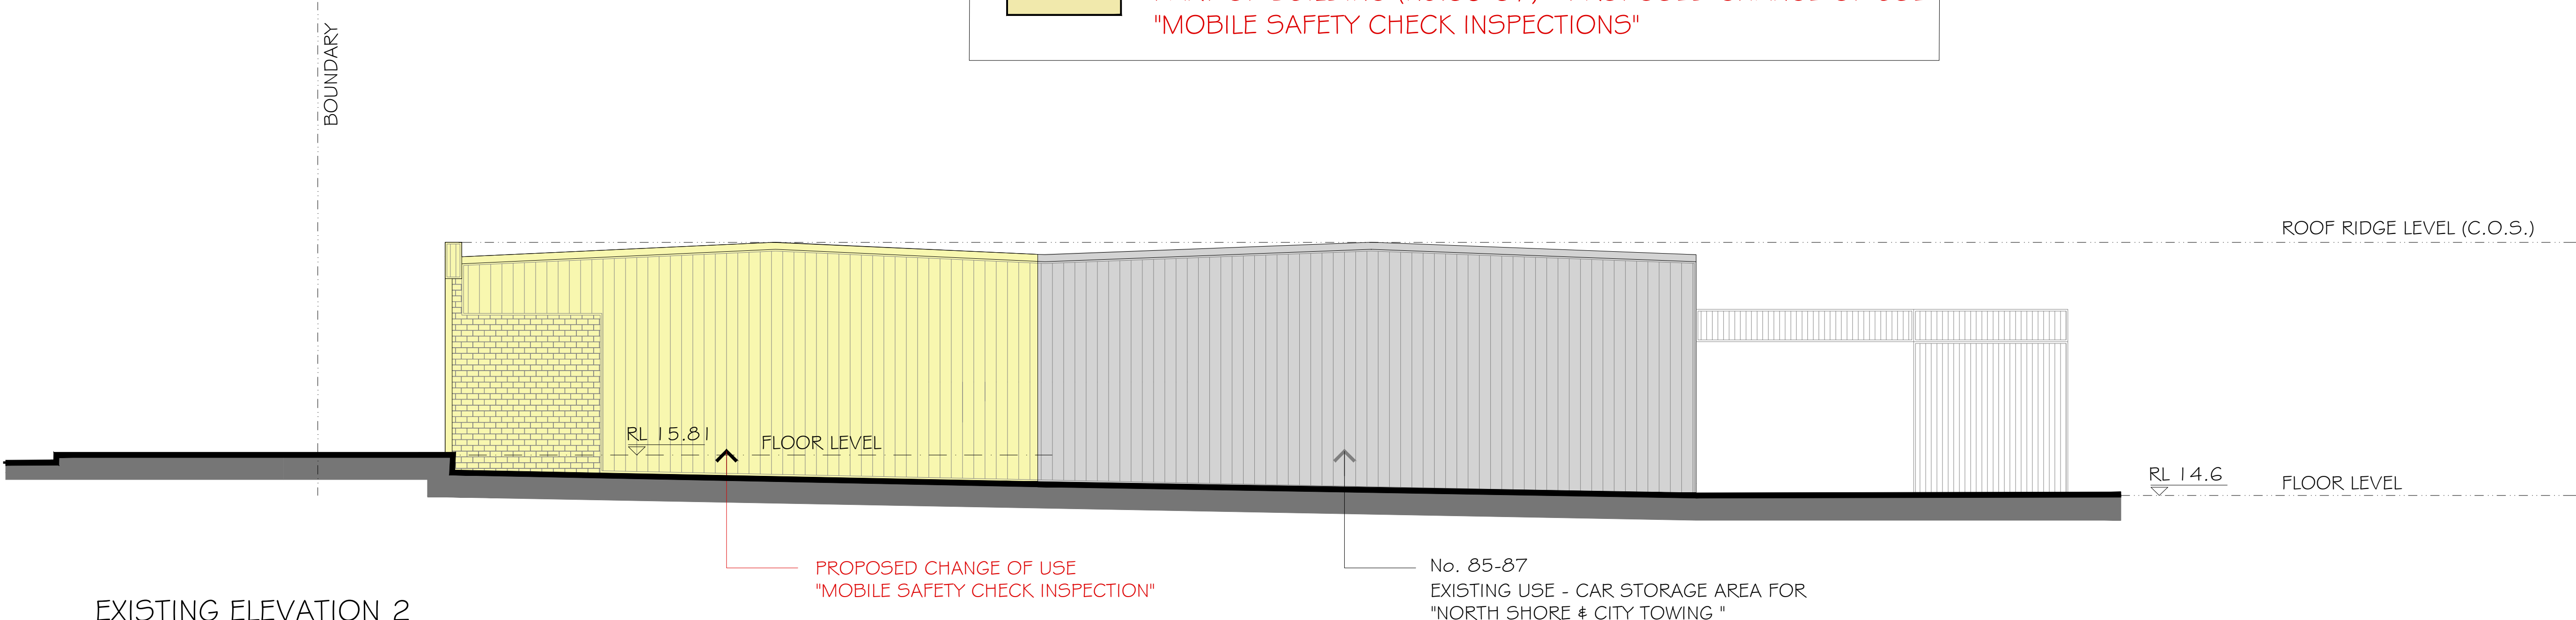 "MOBILE SAFETY CHECK INSPECTIONS"
BOUNDARY
ROOF RIDGE LEVEL (C.O.S.)
RL 15.81
FLOOR LEVEL
RL 14.6
FLOOR LEVEL
PROPOSED CHANGE OF USE
"MOBILE SAFETY CHECK INSPECTION"
No. 85-87
EXISTING USE - CAR STORAGE AREA FOR
"NORTH SHORE & CITY TOWING "
EXISTING ELEVATION 2